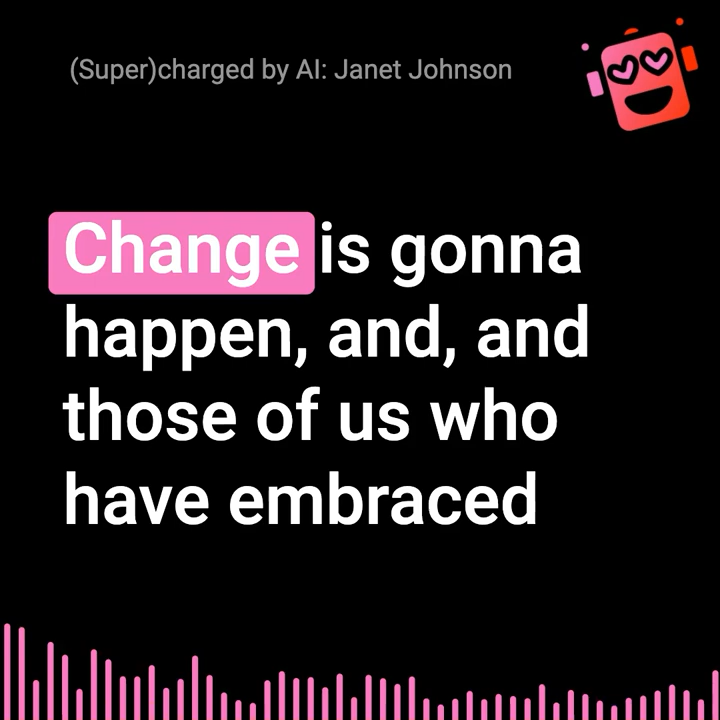 (Super)charged by AI: Janet Johnson
Change is gonna
happen, and, and
those of us who
have embraced